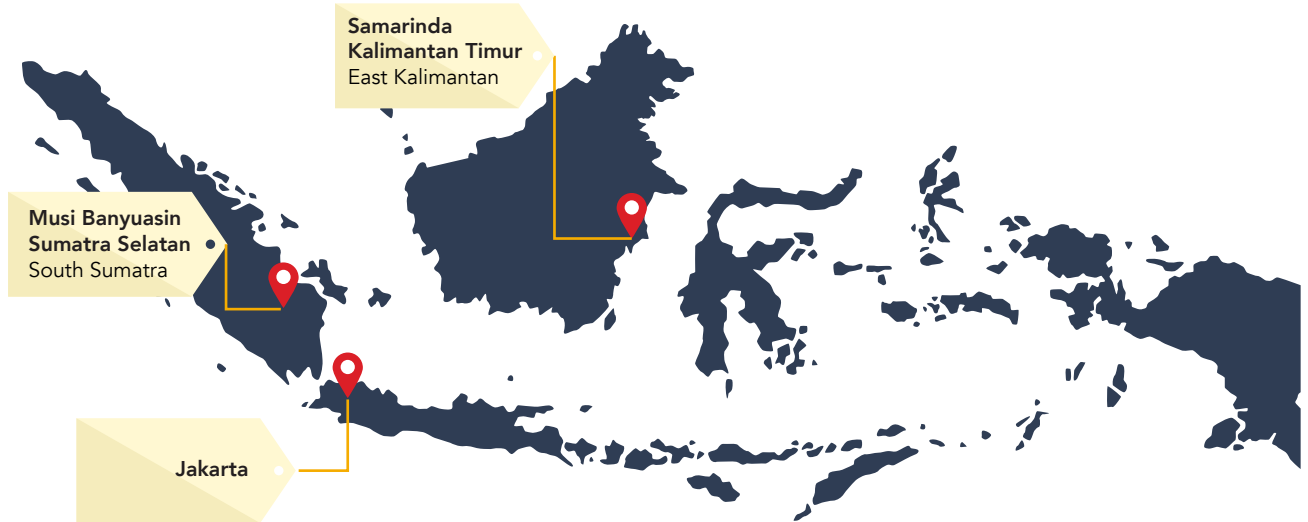 Samarinda
Kalimantan Timur
East Kalimantan
Musi Banyuasin
Sumatra Selatan
South Sumatra
Jakarta